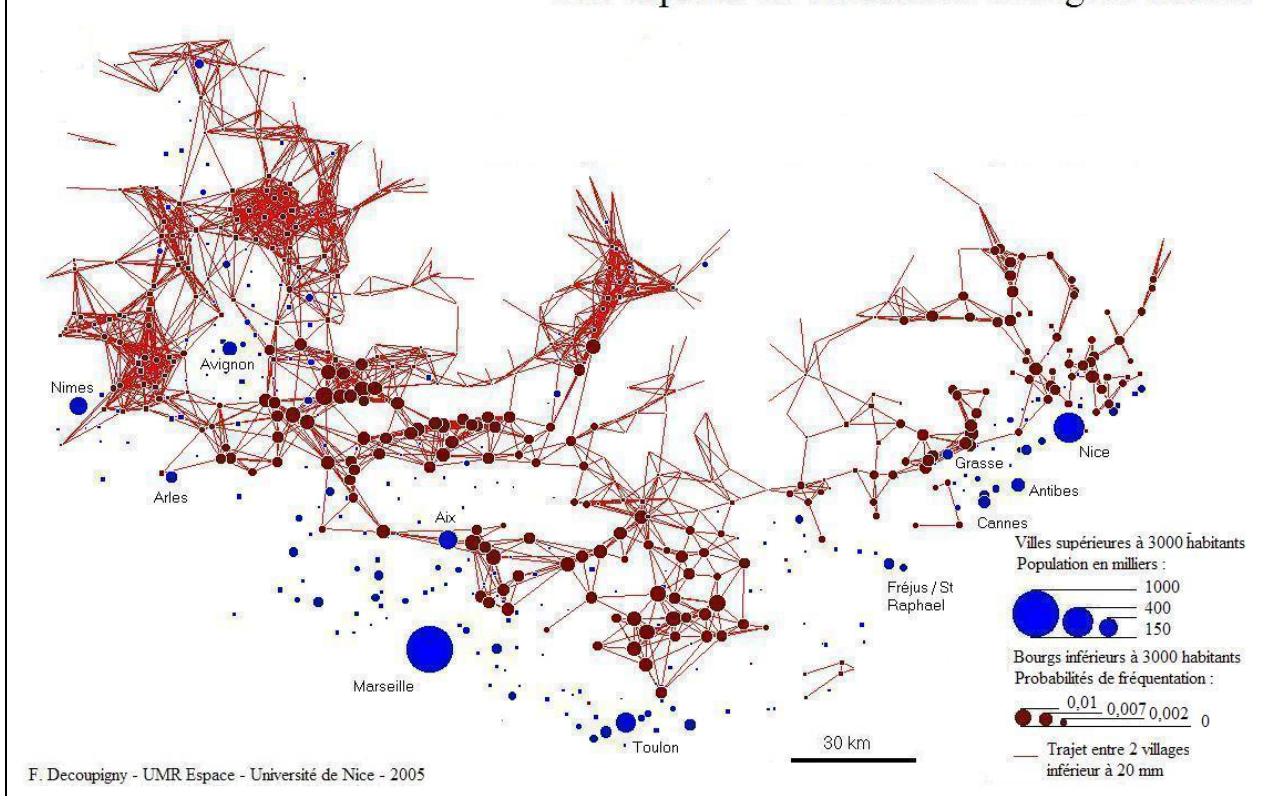 Avignon
Nimes
Arles
Aix
Marseille
Toulon
Grasse
Nice
Antibes
Cannes
Fréjus / St
Raphael
Villes supérieures à 3000 habitants
Population en milliers :
1000
400
150
Bourgs inférieurs à 3000 habitants
Probabilités de fréquentation :
0,01
0,007
0,002
0
Trajet entre 2 villages
inférieur à 20 mm
30 km
F. Decoupigny - UMR Espace - Université de Nice - 2005